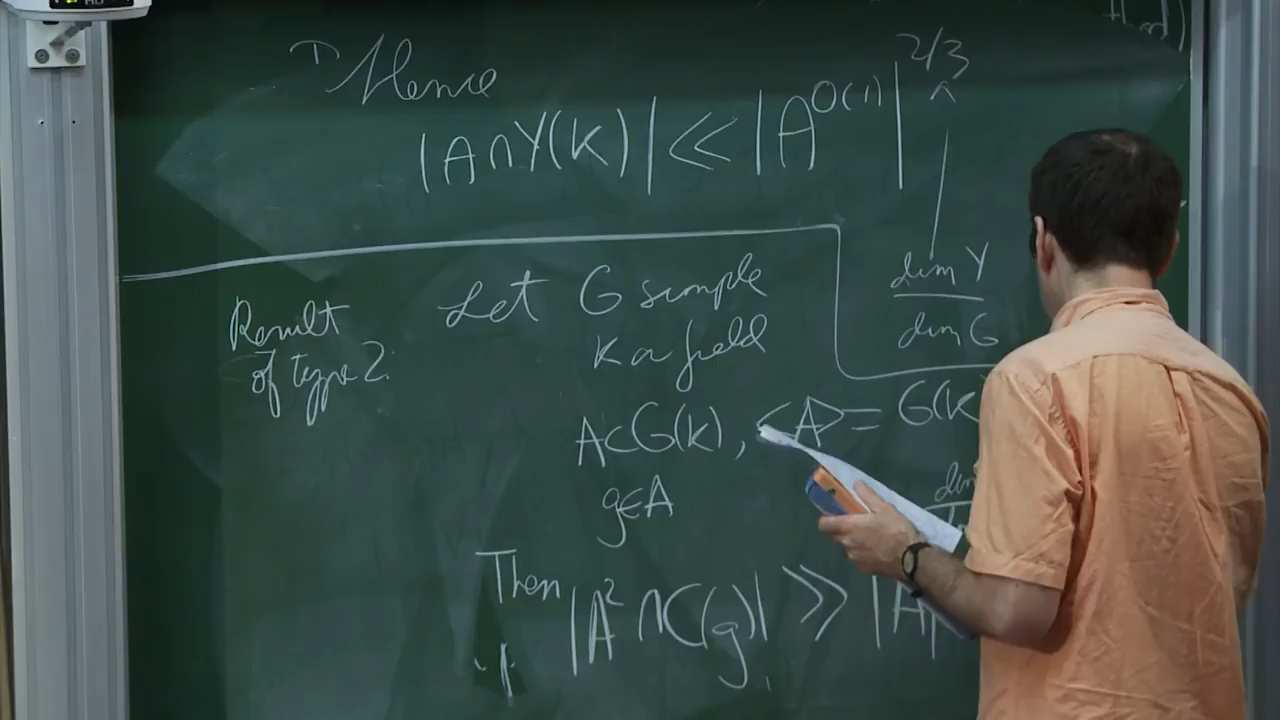 Hence
|A∩Y(K)| ≪ |A^{O(1)}|^{2/3}
dim Y
dim G
Result
of type 2:
Let G simple
K a field
A⊂G(K), <A> = G(K
g∈A
Then |A² ∩ C(g)| ≫ |A|